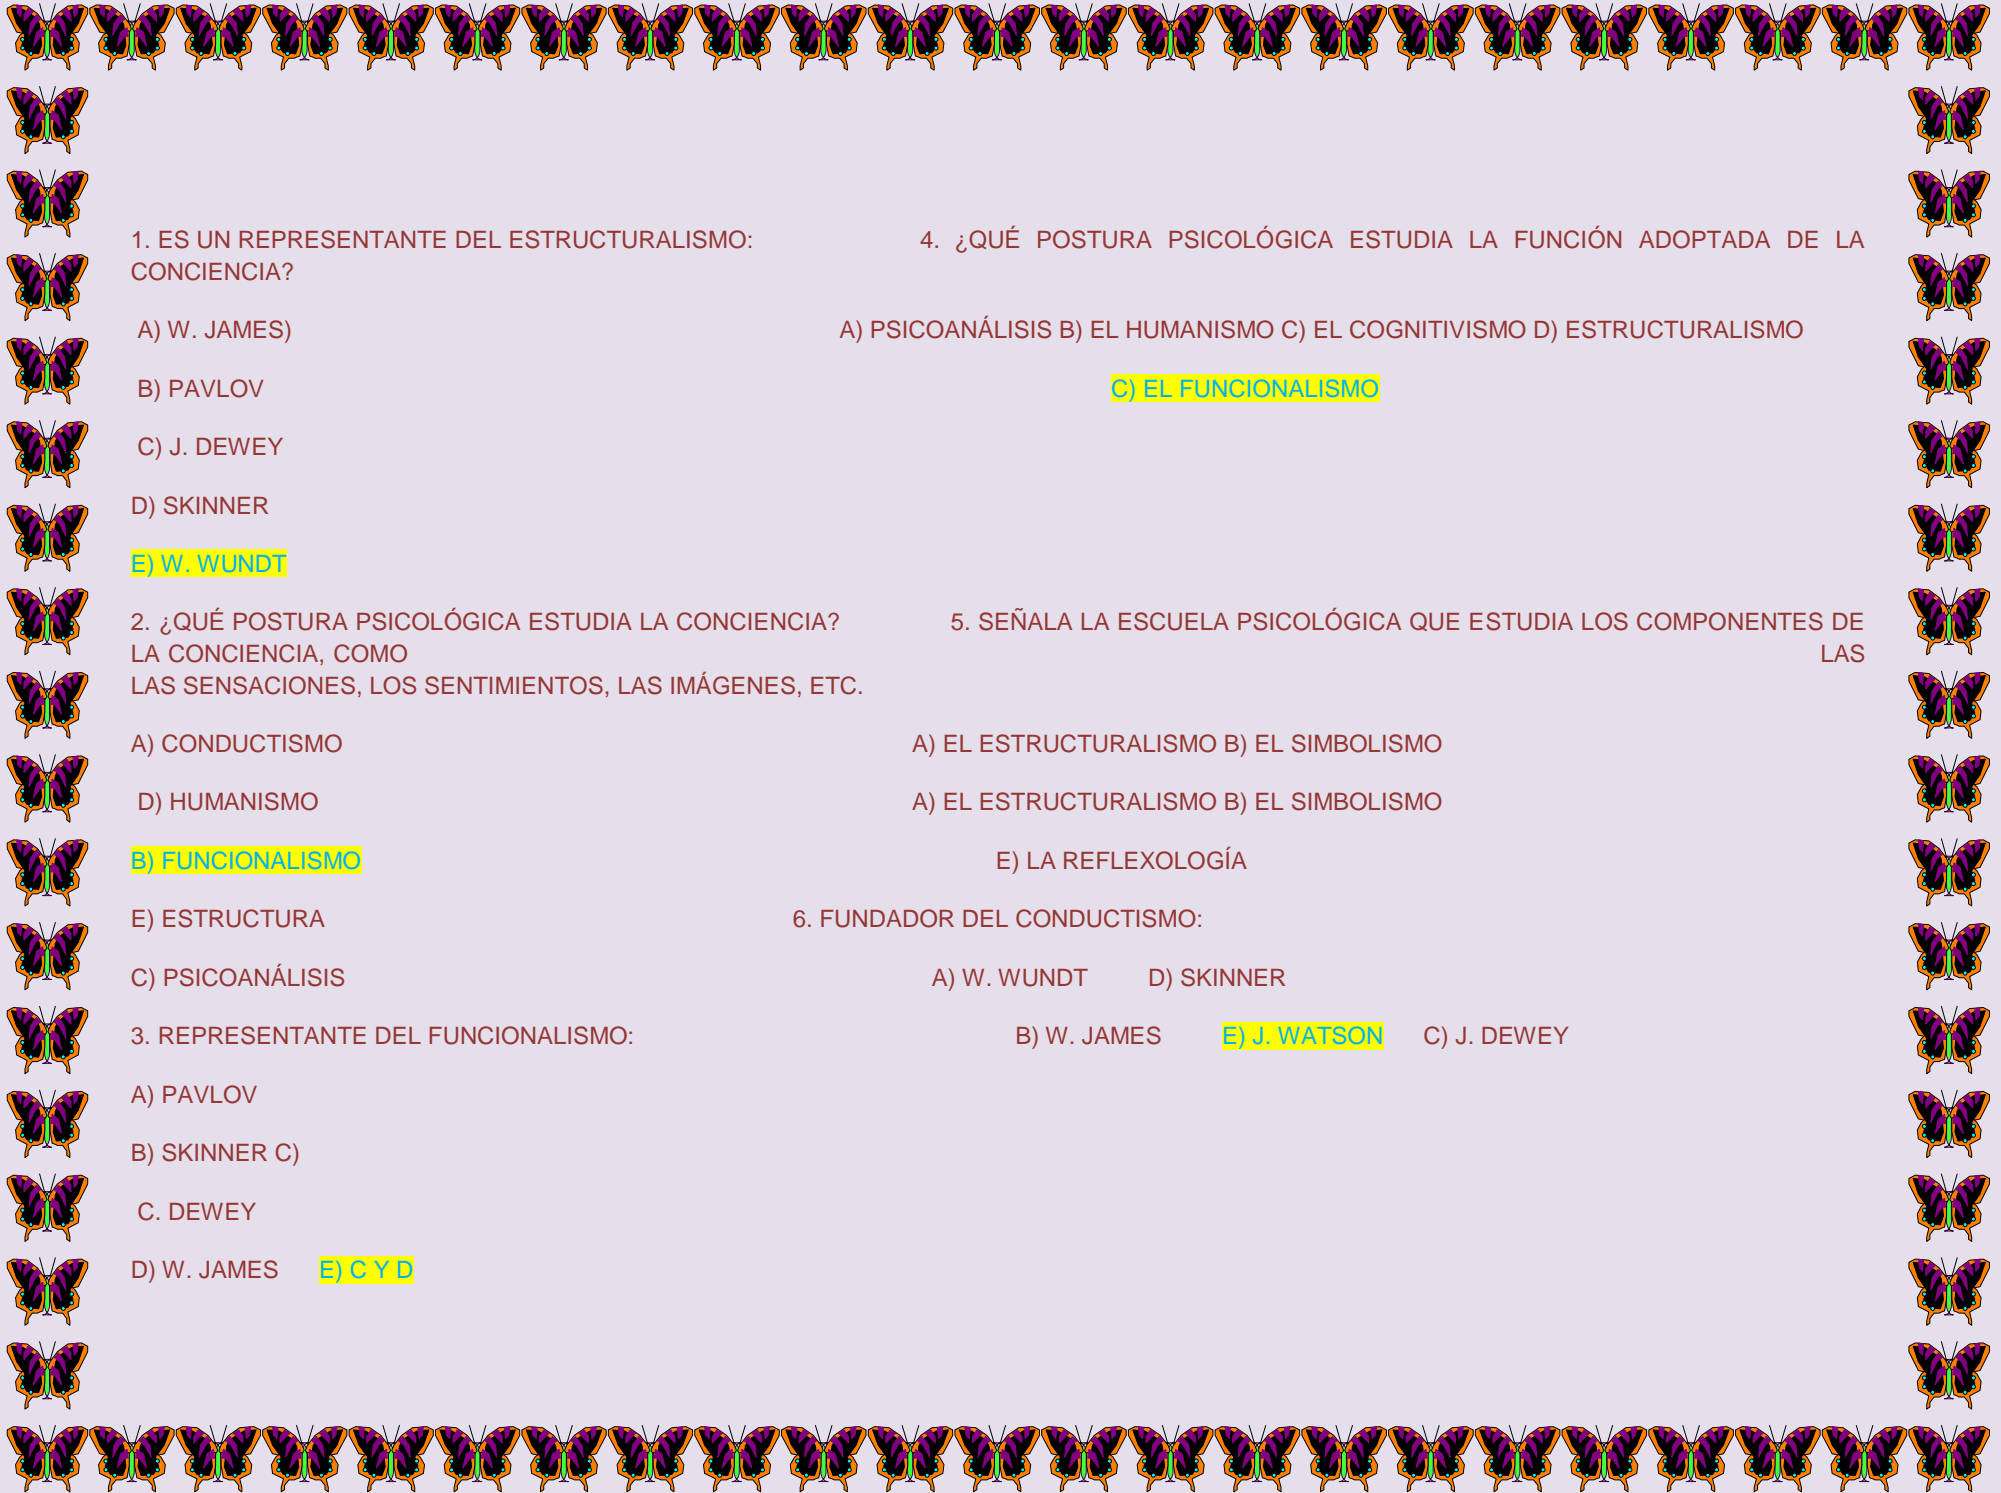 1. ES UN REPRESENTANTE DEL ESTRUCTURALISMO: 4. ¿QUÉ POSTURA PSICOLÓGICA ESTUDIA LA FUNCIÓN ADOPTADA DE LA
CONCIENCIA?
A) W. JAMES) A) PSICOANÁLISIS B) EL HUMANISMO C) EL COGNITIVISMO D) ESTRUCTURALISMO
B) PAVLOV C) EL FUNCIONALISMO
C) J. DEWEY
D) SKINNER
E) W. WUNDT
2. ¿QUÉ POSTURA PSICOLÓGICA ESTUDIA LA CONCIENCIA? 5. SEÑALA LA ESCUELA PSICOLÓGICA QUE ESTUDIA LOS COMPONENTES DE
LA CONCIENCIA, COMO LAS
LAS SENSACIONES, LOS SENTIMIENTOS, LAS IMÁGENES, ETC.
A) CONDUCTISMO A) EL ESTRUCTURALISMO B) EL SIMBOLISMO
D) HUMANISMO A) EL ESTRUCTURALISMO B) EL SIMBOLISMO
B) FUNCIONALISMO E) LA REFLEXOLOGÍA
E) ESTRUCTURA 6. FUNDADOR DEL CONDUCTISMO:
C) PSICOANÁLISIS A) W. WUNDT D) SKINNER
3. REPRESENTANTE DEL FUNCIONALISMO: B) W. JAMES E) J. WATSON C) J. DEWEY
A) PAVLOV
B) SKINNER C)
C. DEWEY
D) W. JAMES E) C Y D